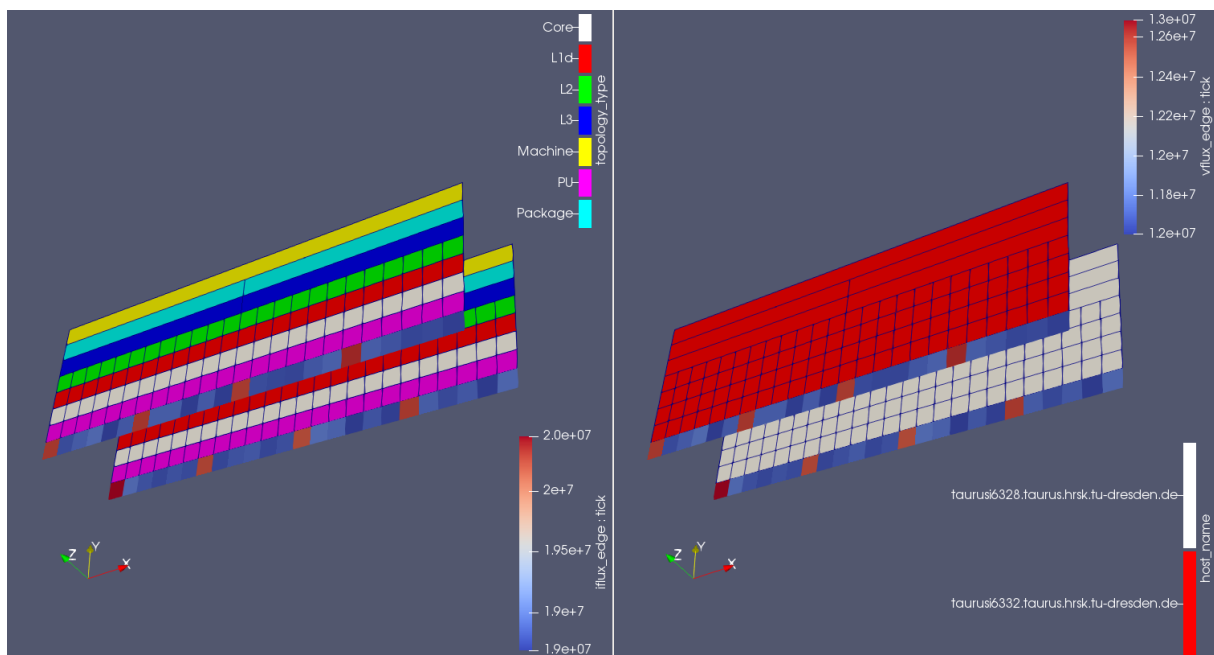 Core
L1d
L2
L3
Machine
PU
Package
topology_type
2.0e+07
2e+7
1.95e+7
1.9e+7
1.9e+07
iflux_edge : tick
Z
Y
X
1.3e+07
1.26e+7
1.24e+7
1.22e+7
1.2e+7
1.18e+7
1.2e+07
vflux_edge : tick
taurusi6328.taurus.hrsk.tu-dresden.de
taurusi6332.taurus.hrsk.tu-dresden.de
host_name
Z
Y
X